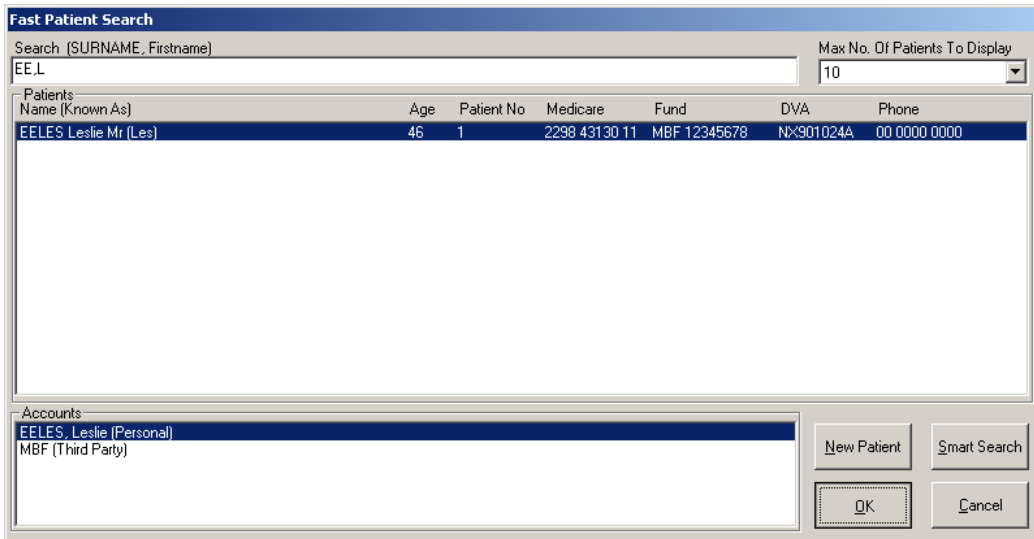 Fast Patient Search
Search (SURNAME, Firstname) Max No. Of Patients To Display
EE,L 10
Patients
Name (Known As) Age Patient No Medicare Fund DVA Phone
EELES Leslie Mr (Les) 46 1 2298 43130 11 MBF 12345678 NX901024A 00 0000 0000
Accounts
EELES, Leslie (Personal)
MBF (Third Party)
New Patient Smart Search
OK Cancel